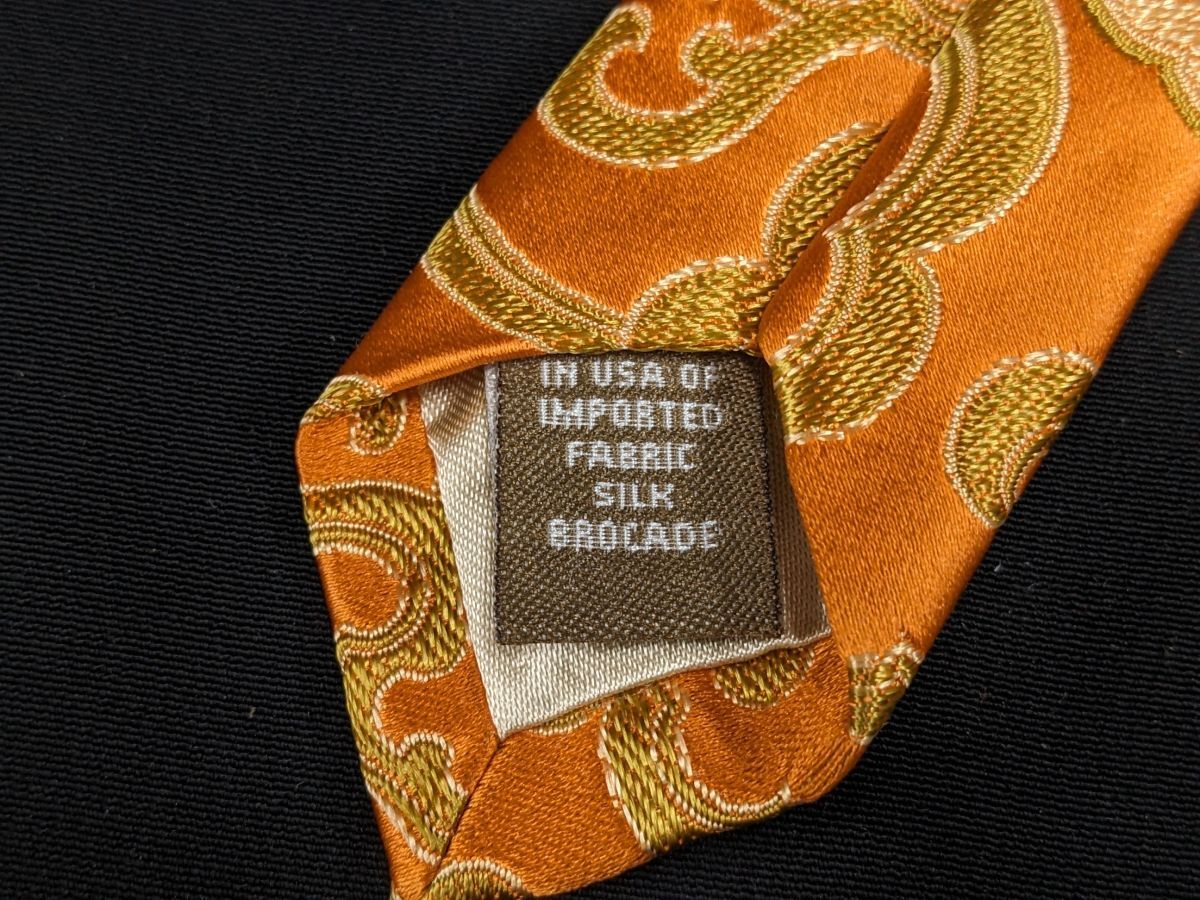 IN USA OF
IMPORTED
FABRIC
SILK
BROCADE